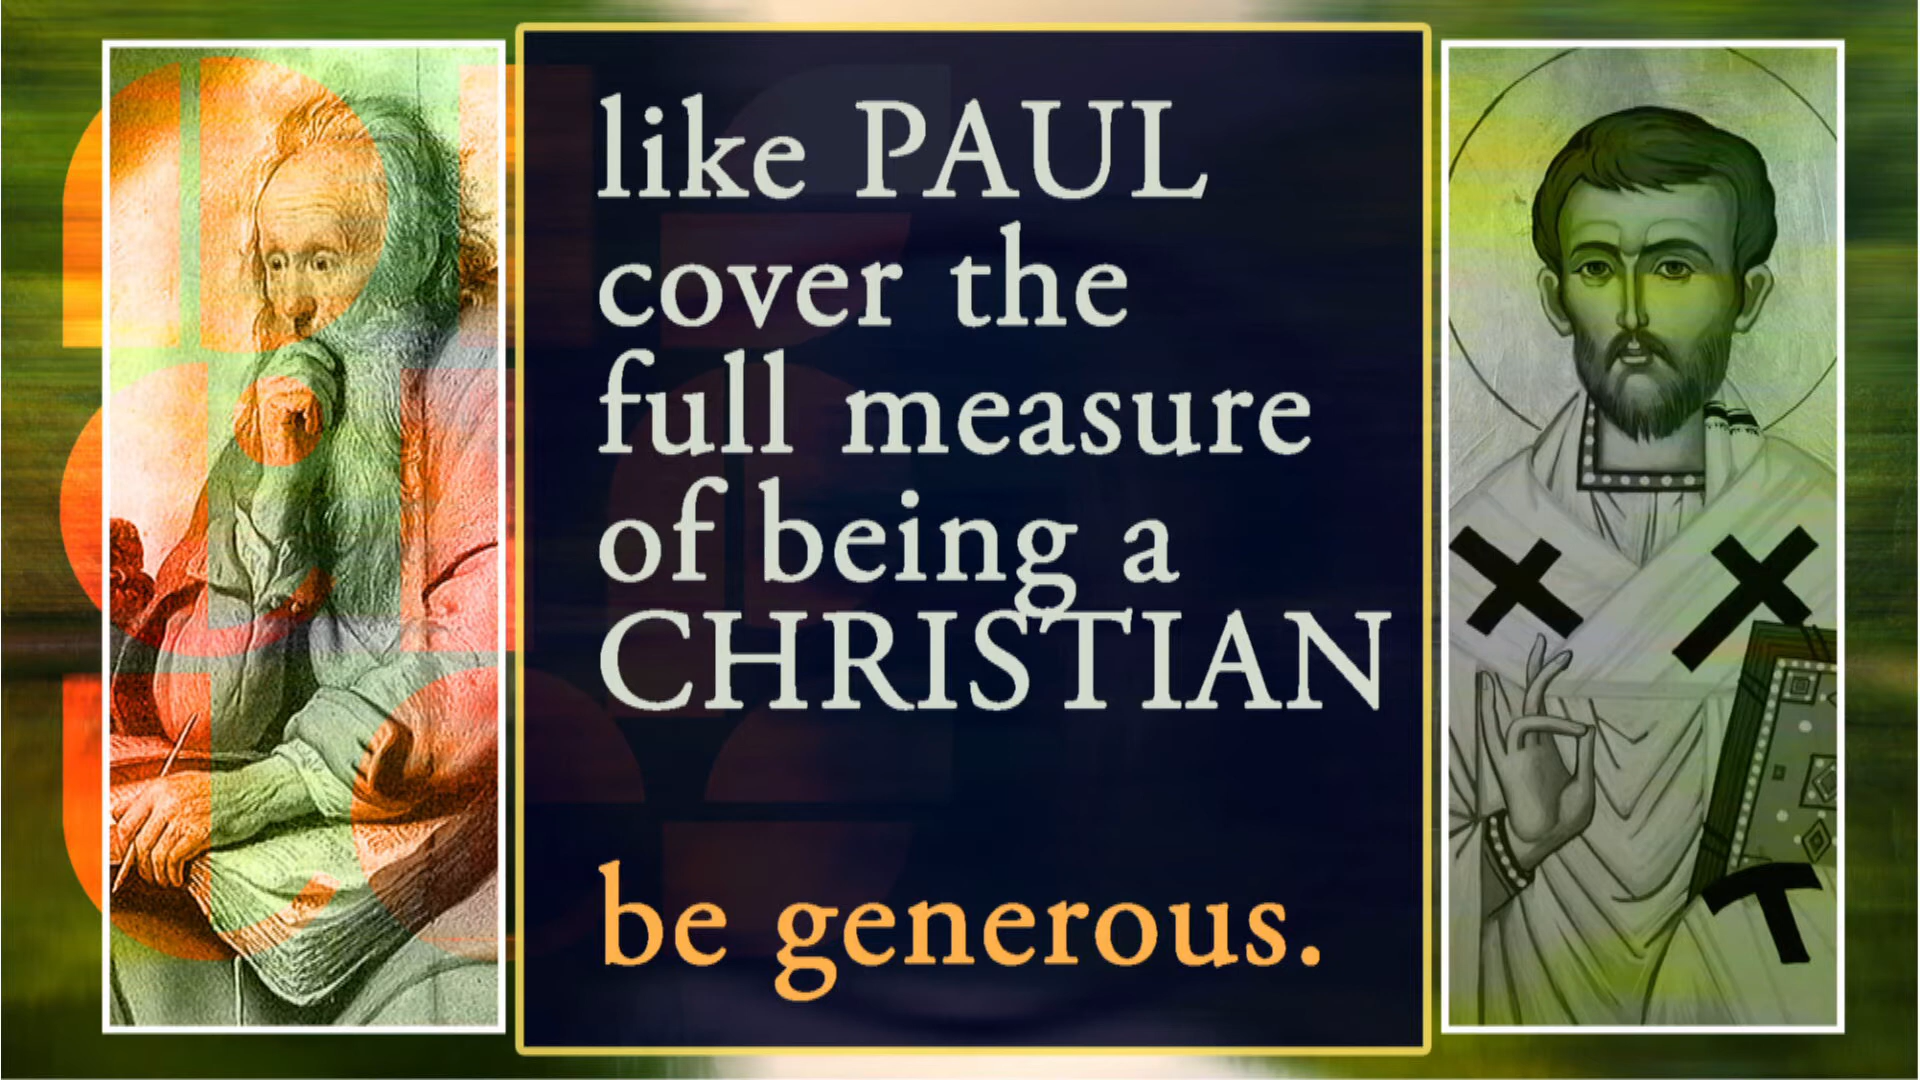 like PAUL
cover the
full measure
of being a
CHRISTIAN
be generous.